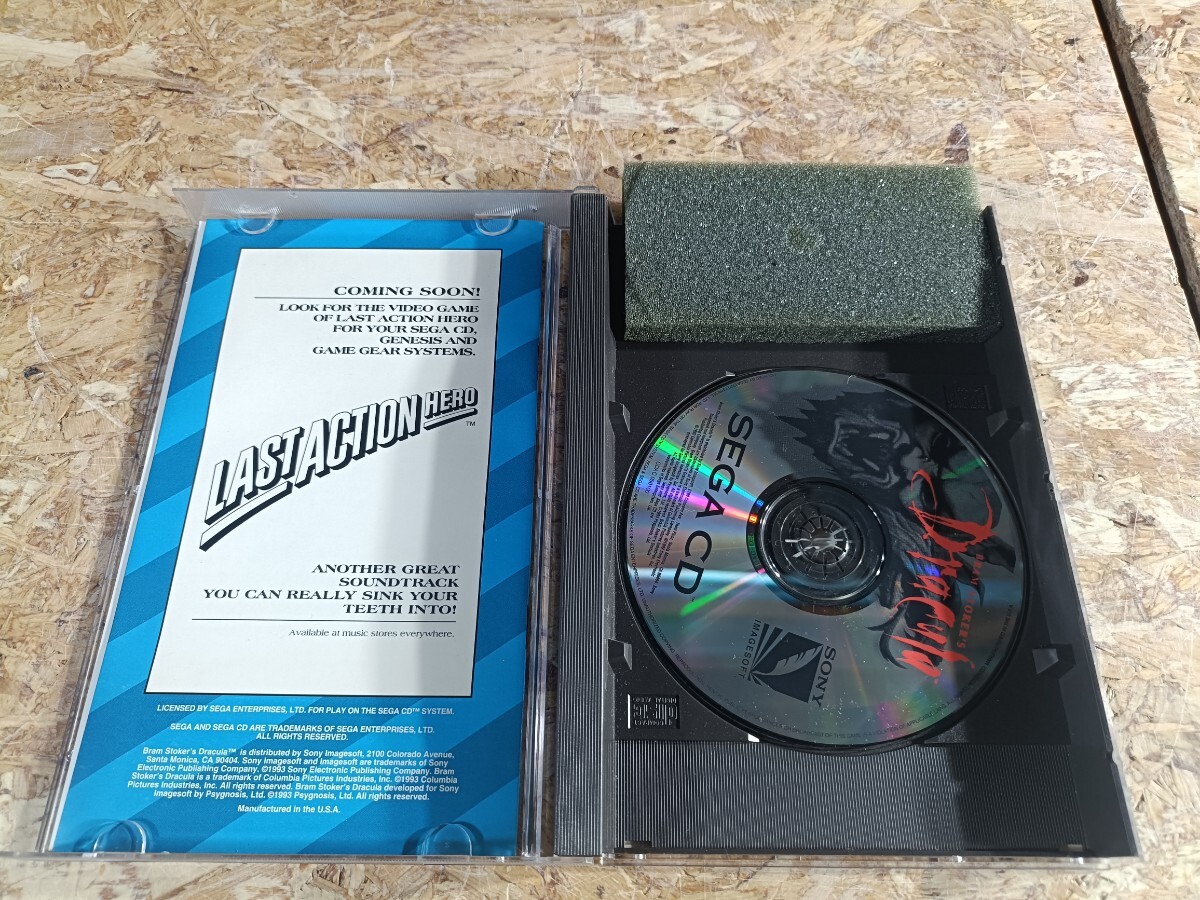 COMING SOON!
LOOK FOR THE VIDEO GAME
OF LAST ACTION HERO
FOR YOUR SEGA CD,
GENESIS AND
GAME GEAR SYSTEMS.
LAST ACTION HERO™
ANOTHER GREAT
SOUNDTRACK
YOU CAN REALLY SINK YOUR
TEETH INTO!
Available at music stores everywhere.
LICENSED BY SEGA ENTERPRISES, LTD. FOR PLAY ON THE SEGA CD™ SYSTEM.
SEGA AND SEGA CD ARE TRADEMARKS OF SEGA ENTERPRISES, LTD.
ALL RIGHTS RESERVED.
Bram Stoker's Dracula™ is distributed by Sony Imagesoft, 2100 Colorado Avenue,
Santa Monica, CA 90404. Sony Imagesoft and Imagesoft are trademarks of Sony
Electronic Publishing Company. ©1993 Sony Electronic Publishing Company. Bram
Stoker's Dracula is a trademark of Columbia Pictures Industries, Inc. ©1993 Columbia
Pictures Industries, Inc. All rights reserved. Bram Stoker's Dracula developed for Sony
Imagesoft by Psygnosis, Ltd. ©1993 Psygnosis, Ltd. All rights reserved.
Manufactured in the U.S.A.
SEGA CD
BRAM STOKER'S
Dracula
SONY
IMAGESOFT
COMPACT
disc
DIGITAL AUDIO